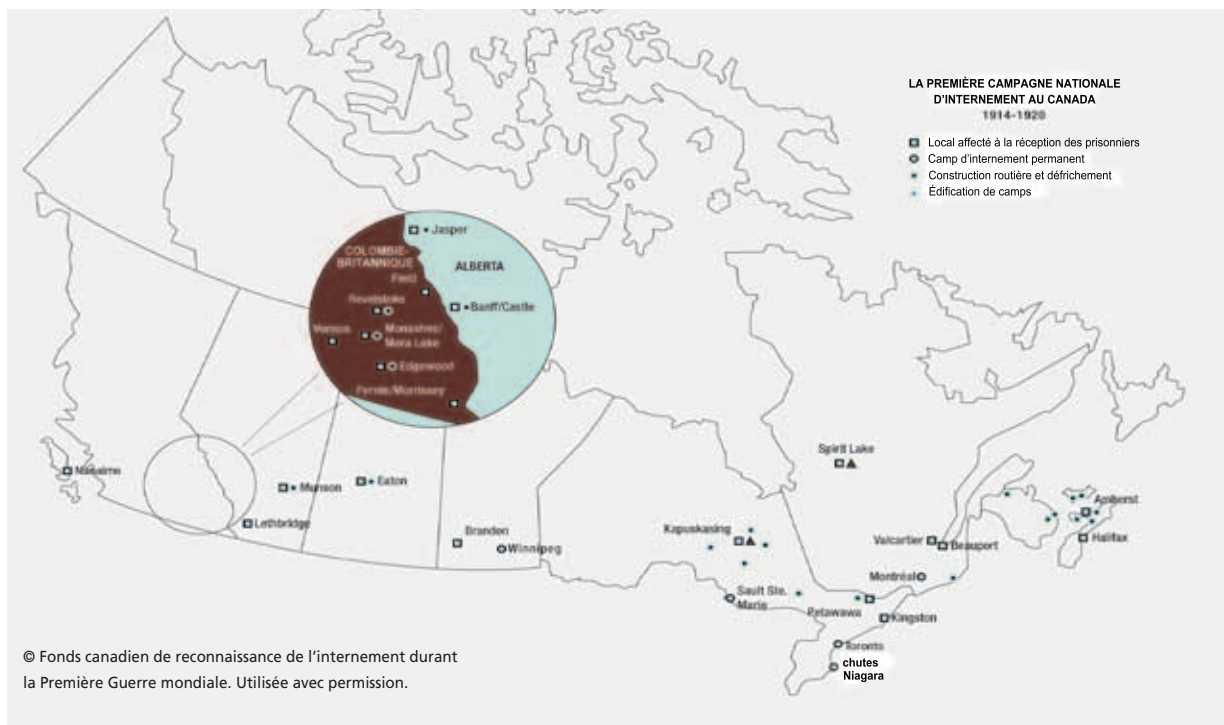 LA PREMIÈRE CAMPAGNE NATIONALE
D'INTERNEMENT AU CANADA
1914-1920
Local affecté à la réception des prisonniers
Camp d'internement permanent
Construction routière et défrichement
Édification de camps
Jasper
COLOMBIE-
BRITANNIQUE
ALBERTA
Field
Revelstoke
Banff/Castle
Vernon
Monashee/
Mara Lake
Edgewood
Fernie/Morrissey
Spirit Lake
Nanaimo
Munson
Eaton
Amherst
Lethbridge
Brandon
Winnipeg
Kapuskasing
Valcartier
Beauport
Halifax
Montréal
Sault Ste.
Marie
Petawawa
Kingston
Toronto
chutes
Niagara
© Fonds canadien de reconnaissance de l'internement durant
la Première Guerre mondiale. Utilisée avec permission.